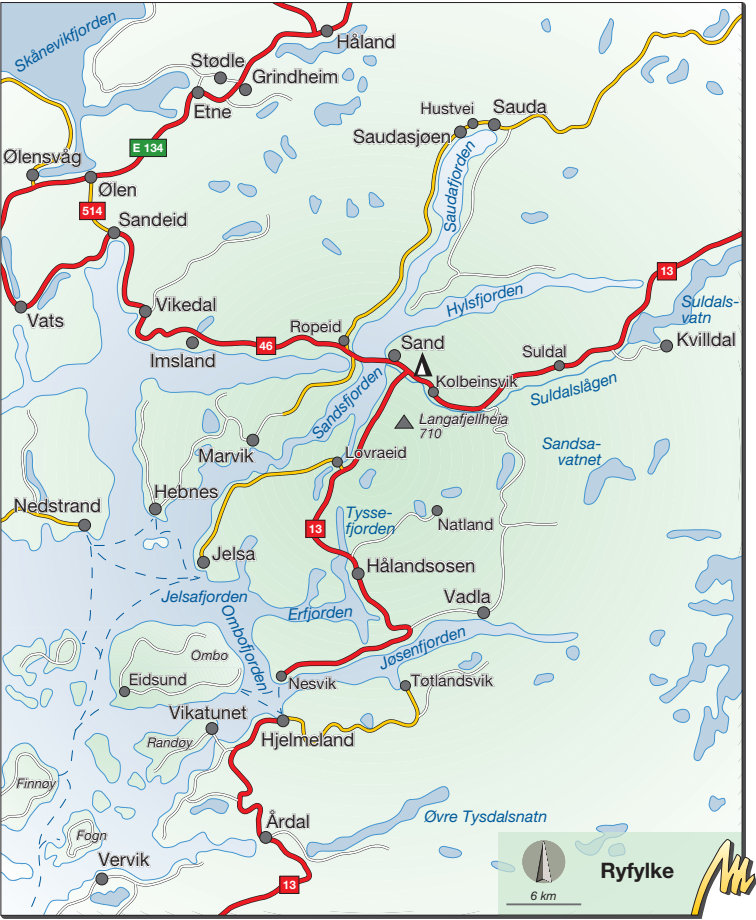 Skånevikfjorden
Håland
Stødle
Grindheim
Etne
Hustvei
Sauda
Saudasjøen
E 134
Ølensvåg
Ølen
514
Saudafjorden
Sandeid
13
Hylsfjorden
Suldals-
vatn
Vikedal
Vats
Ropeid
46
Sand
Suldal
Kvilldal
Imsland
Kolbeinsvik
Suldalslågen
Sandsfjorden
Langafjellheia
710
Marvik
Lovraeid
Sandsa-
vatnet
Hebnes
Nedstrand
Tysse-
fjorden
Natland
13
Jelsa
Hålandsosen
Jelsafjorden
Vadla
Erfjorden
Ombofjorden
Jøsenfjorden
Ombo
Eidsund
Nesvik
Totlandsvik
Vikatunet
Randøy
Hjelmeland
Finnøy
Fogn
Årdal
Øvre Tysdalsnatn
Vervik
13
Ryfylke
6 km